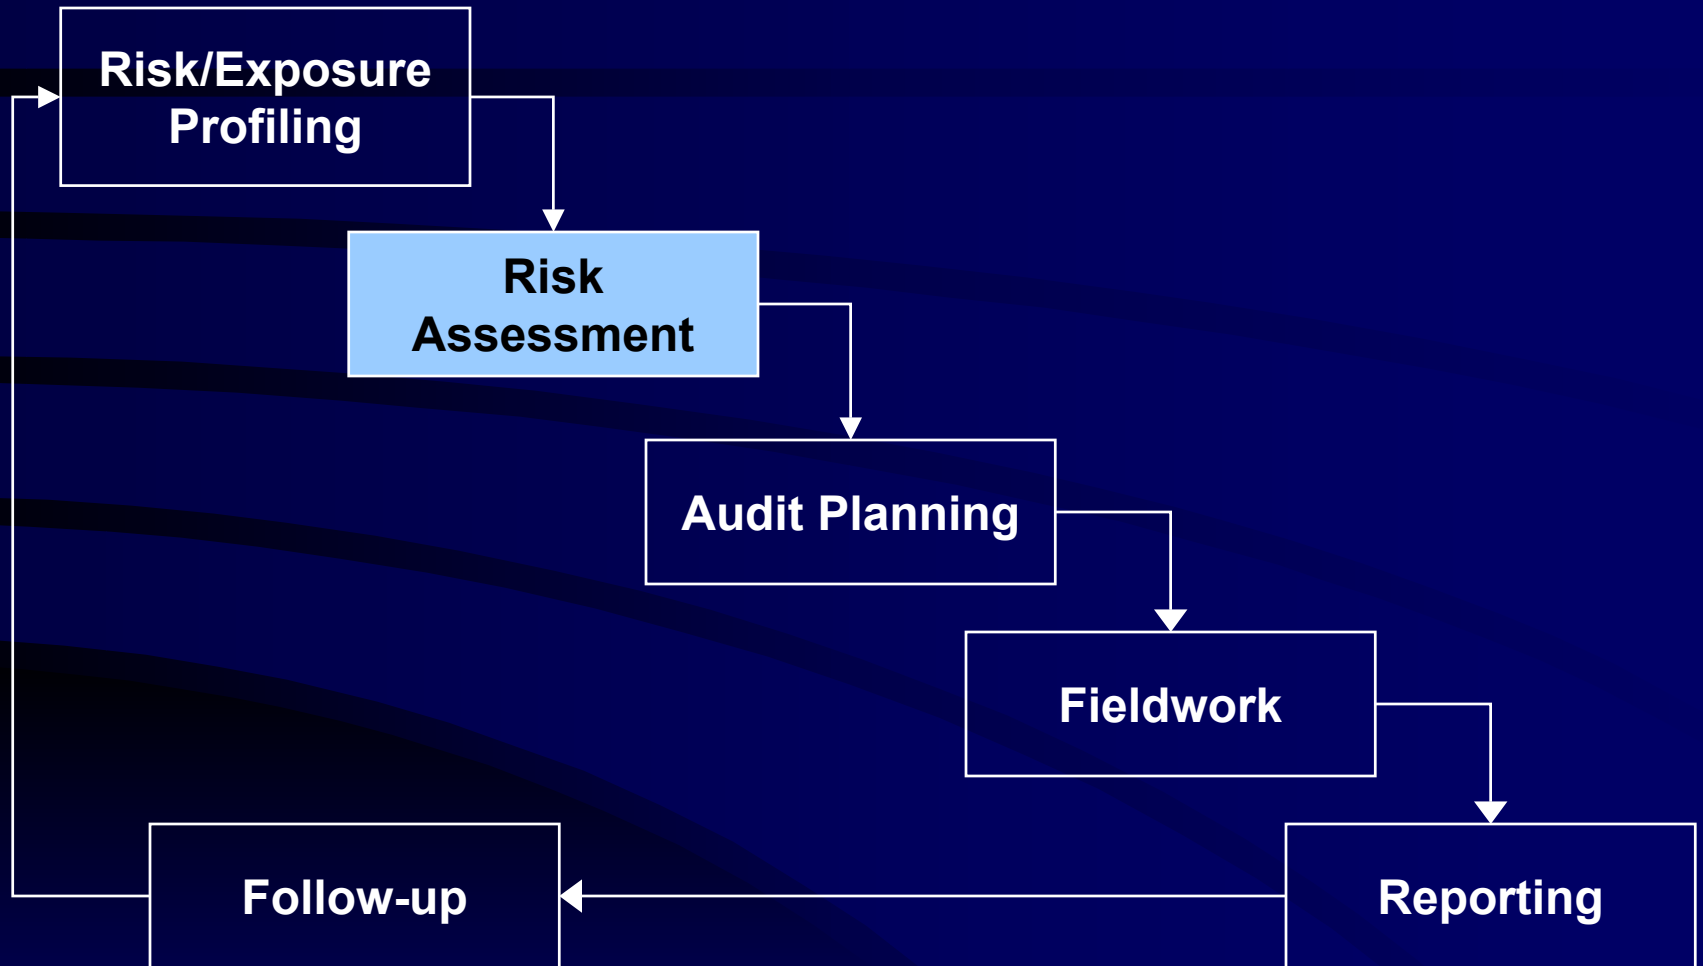 Risk/Exposure
Profiling
Risk
Assessment
Audit Planning
Fieldwork
Follow-up
Reporting